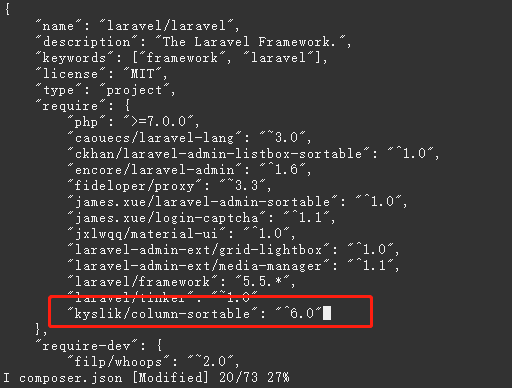 {
"name": "laravel/laravel",
"description": "The Laravel Framework.",
"keywords": ["framework", "laravel"],
"license": "MIT",
"type": "project",
"require": {
"php": ">=7.0.0",
"caouecs/laravel-lang": "~3.0",
"ckhan/laravel-admin-listbox-sortable": "^1.0",
"encore/laravel-admin": "^1.6",
"fideloper/proxy": "~3.3",
"james.xue/laravel-admin-sortable": "^1.0",
"james.xue/login-captcha": "^1.1",
"jxlwqq/material-ui": "^1.0",
"laravel-admin-ext/grid-lightbox": "^1.0",
"laravel-admin-ext/media-manager": "^1.1",
"laravel/framework": "5.5.*",
"laravel/tinker": "~1.0"
"kyslik/column-sortable": "^6.0"
},
"require-dev": {
"filp/whoops": "~2.0",
I composer.json [Modified] 20/73 27%